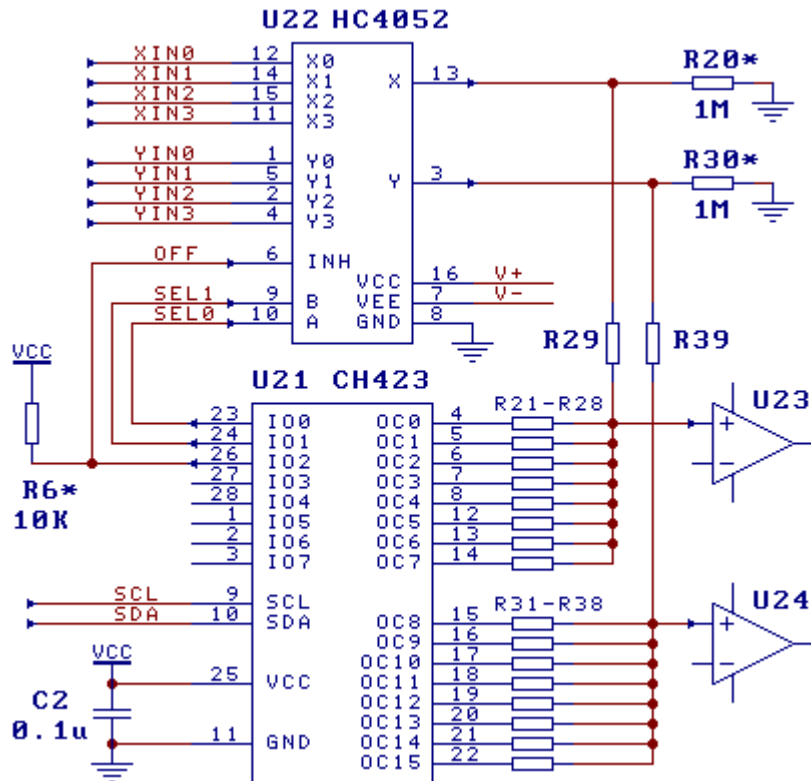 U22 HC4052
XIN0 12 X0 X 13 R20*
XIN1 14 X1
XIN2 15 X2
XIN3 11 X3 1M
YIN0 1 Y0 R30*
YIN1 5 Y1 Y 3
YIN2 2 Y2
YIN3 4 Y3 1M
OFF 6 INH
VCC 16 V+
SEL1 9 B VEE 7 V-
SEL0 10 A GND 8
R29 R39
VCC
U21 CH423
R21-R28 U23
23 IO0 OC0 4 +
24 IO1 OC1 5
26 IO2 OC2 6 −
27 IO3 OC3 7
R6* 28 IO4 OC4 8
10K 1 IO5 OC5 12
2 IO6 OC6 13
3 IO7 OC7 14
SCL 9 SCL R31-R38 U24
SDA 10 SDA OC8 15 +
OC9 16
VCC OC10 17 −
25 VCC OC11 18
C2 OC12 19
0.1u OC13 20
11 GND OC14 21
OC15 22